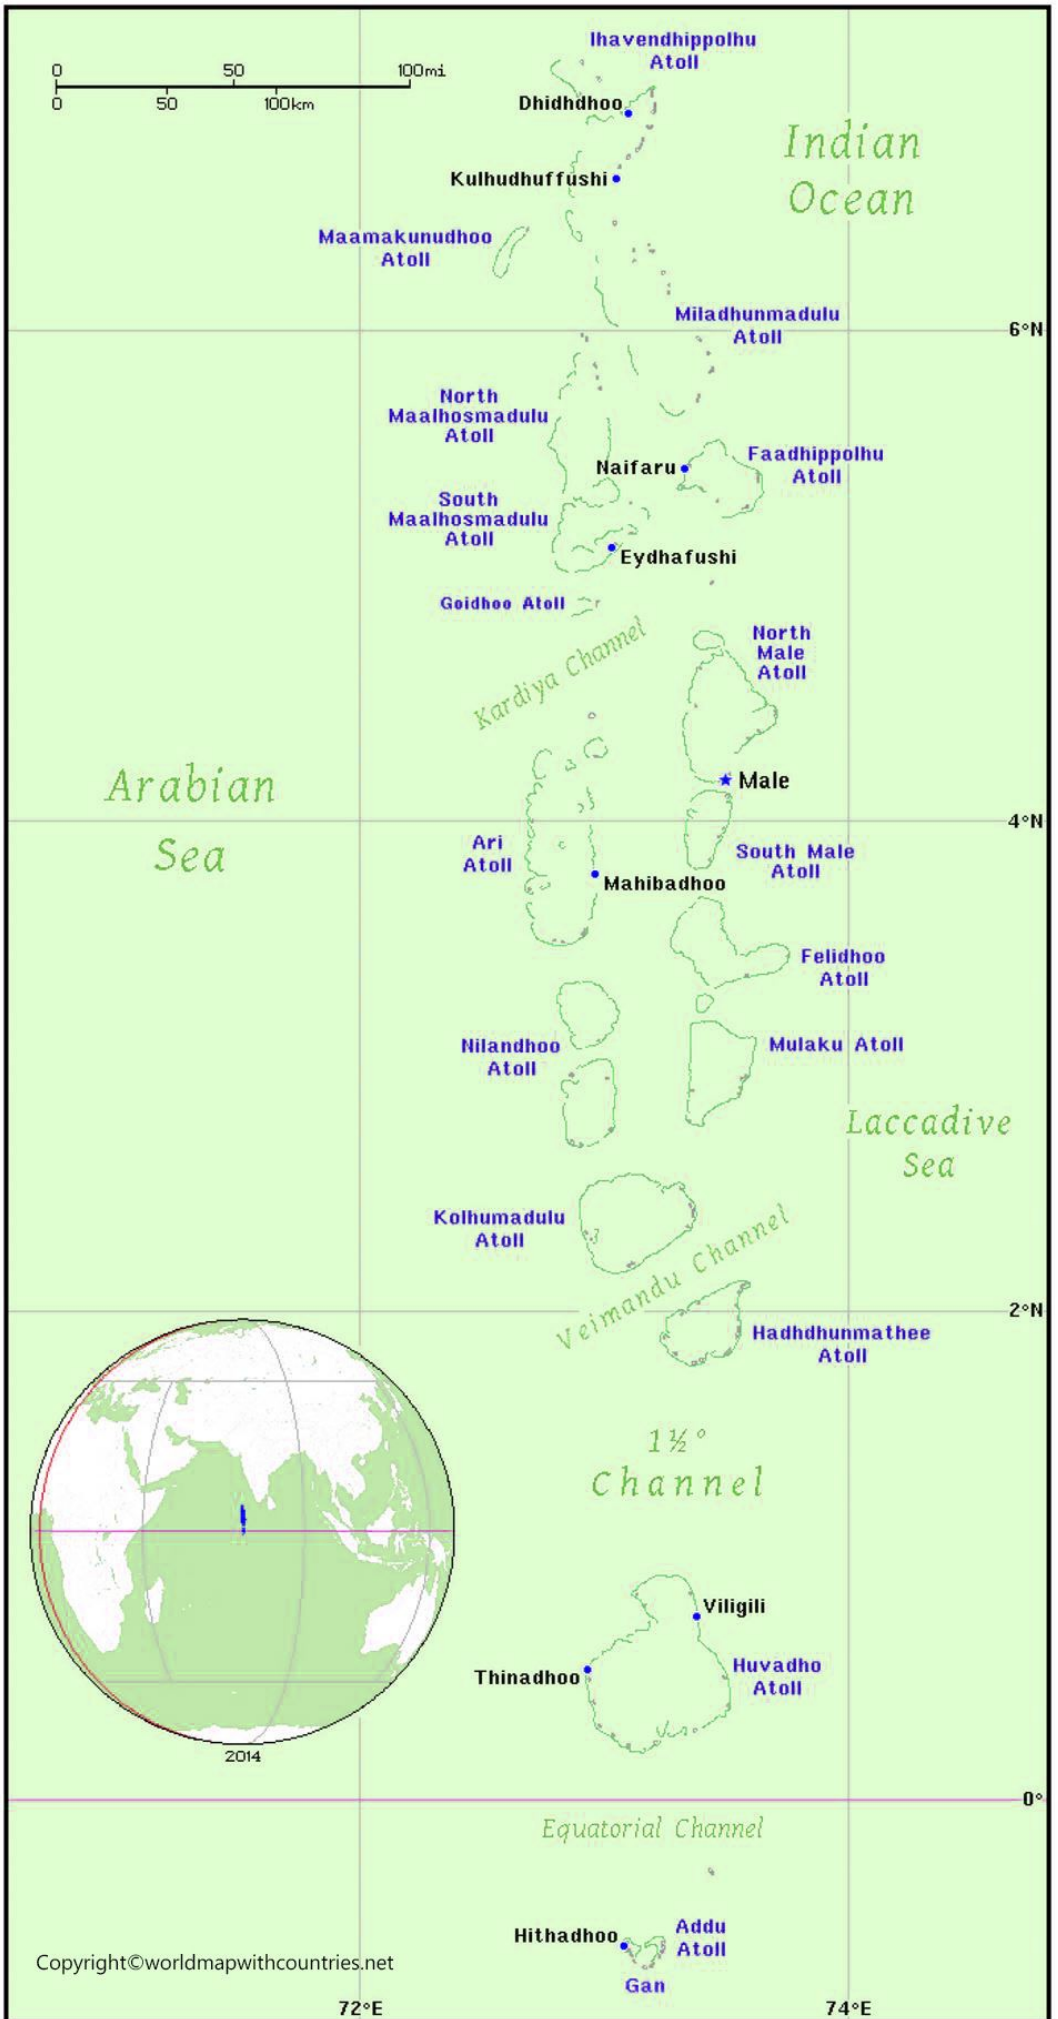 Ihavendhippolhu
Atoll
0 50 100mi
0 50 100km
Dhidhdhoo
Indian
Ocean
Kulhudhuffushi
Maamakunudhoo
Atoll
Miladhunmadulu
Atoll
6°N
North
Maalhosmadulu
Atoll
Naifaru
Faadhippolhu
Atoll
South
Maalhosmadulu
Atoll
Eydhafushi
Goidhoo Atoll
Kardiya Channel
North
Male
Atoll
Arabian
Sea
Male
4°N
Ari
Atoll
South Male
Atoll
Mahibadhoo
Felidhoo
Atoll
Nilandhoo
Atoll
Mulaku Atoll
Laccadive
Sea
Kolhumadulu
Atoll
Veimandu Channel
2°N
Hadhdhunmathee
Atoll
1½°
Channel
Viligili
Thinadhoo
Huvadho
Atoll
2014
0°
Equatorial Channel
Hithadhoo
Addu
Atoll
Gan
Copyright©worldmapwithcountries.net
72°E
74°E